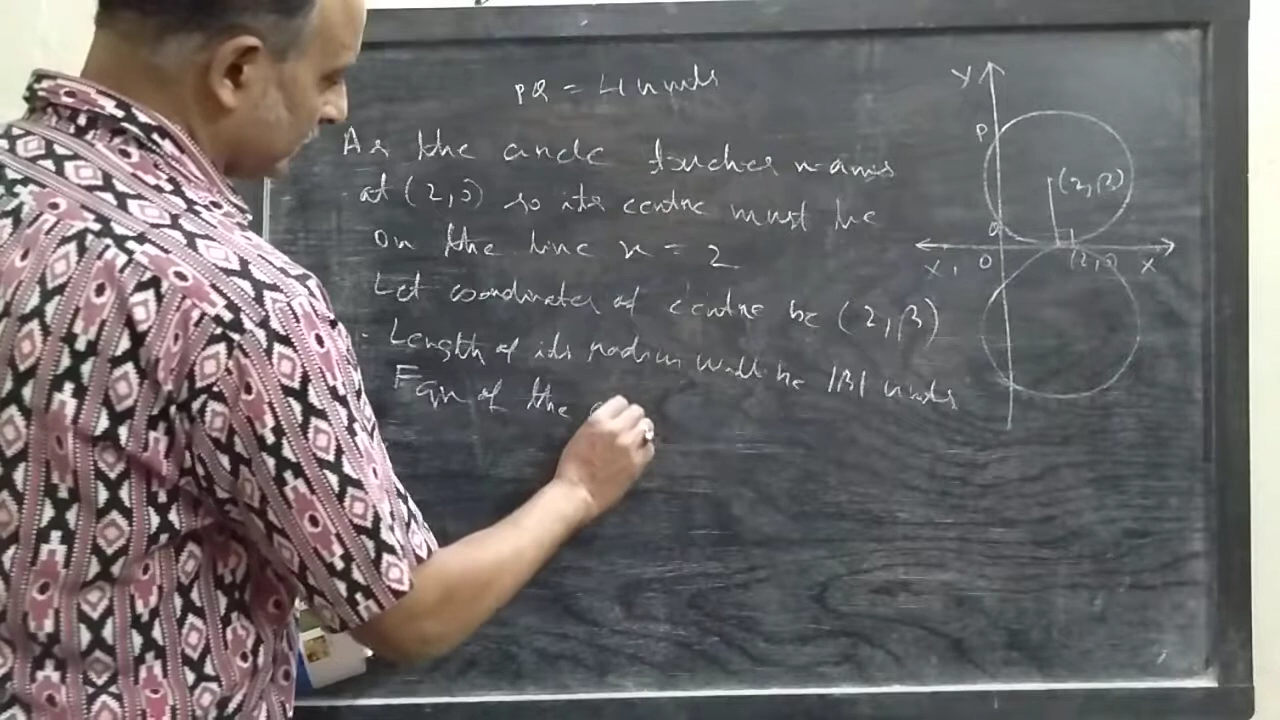 PQ = 4 units
As the circle touches x axis
at (2,0) so its centre must be
on the line x = 2
Let coordinates of centre be (2, β)
Length of its radius will be |β| units
Eqn of the
Y
P
(2, β)
Q
X₁ O (2,0) X